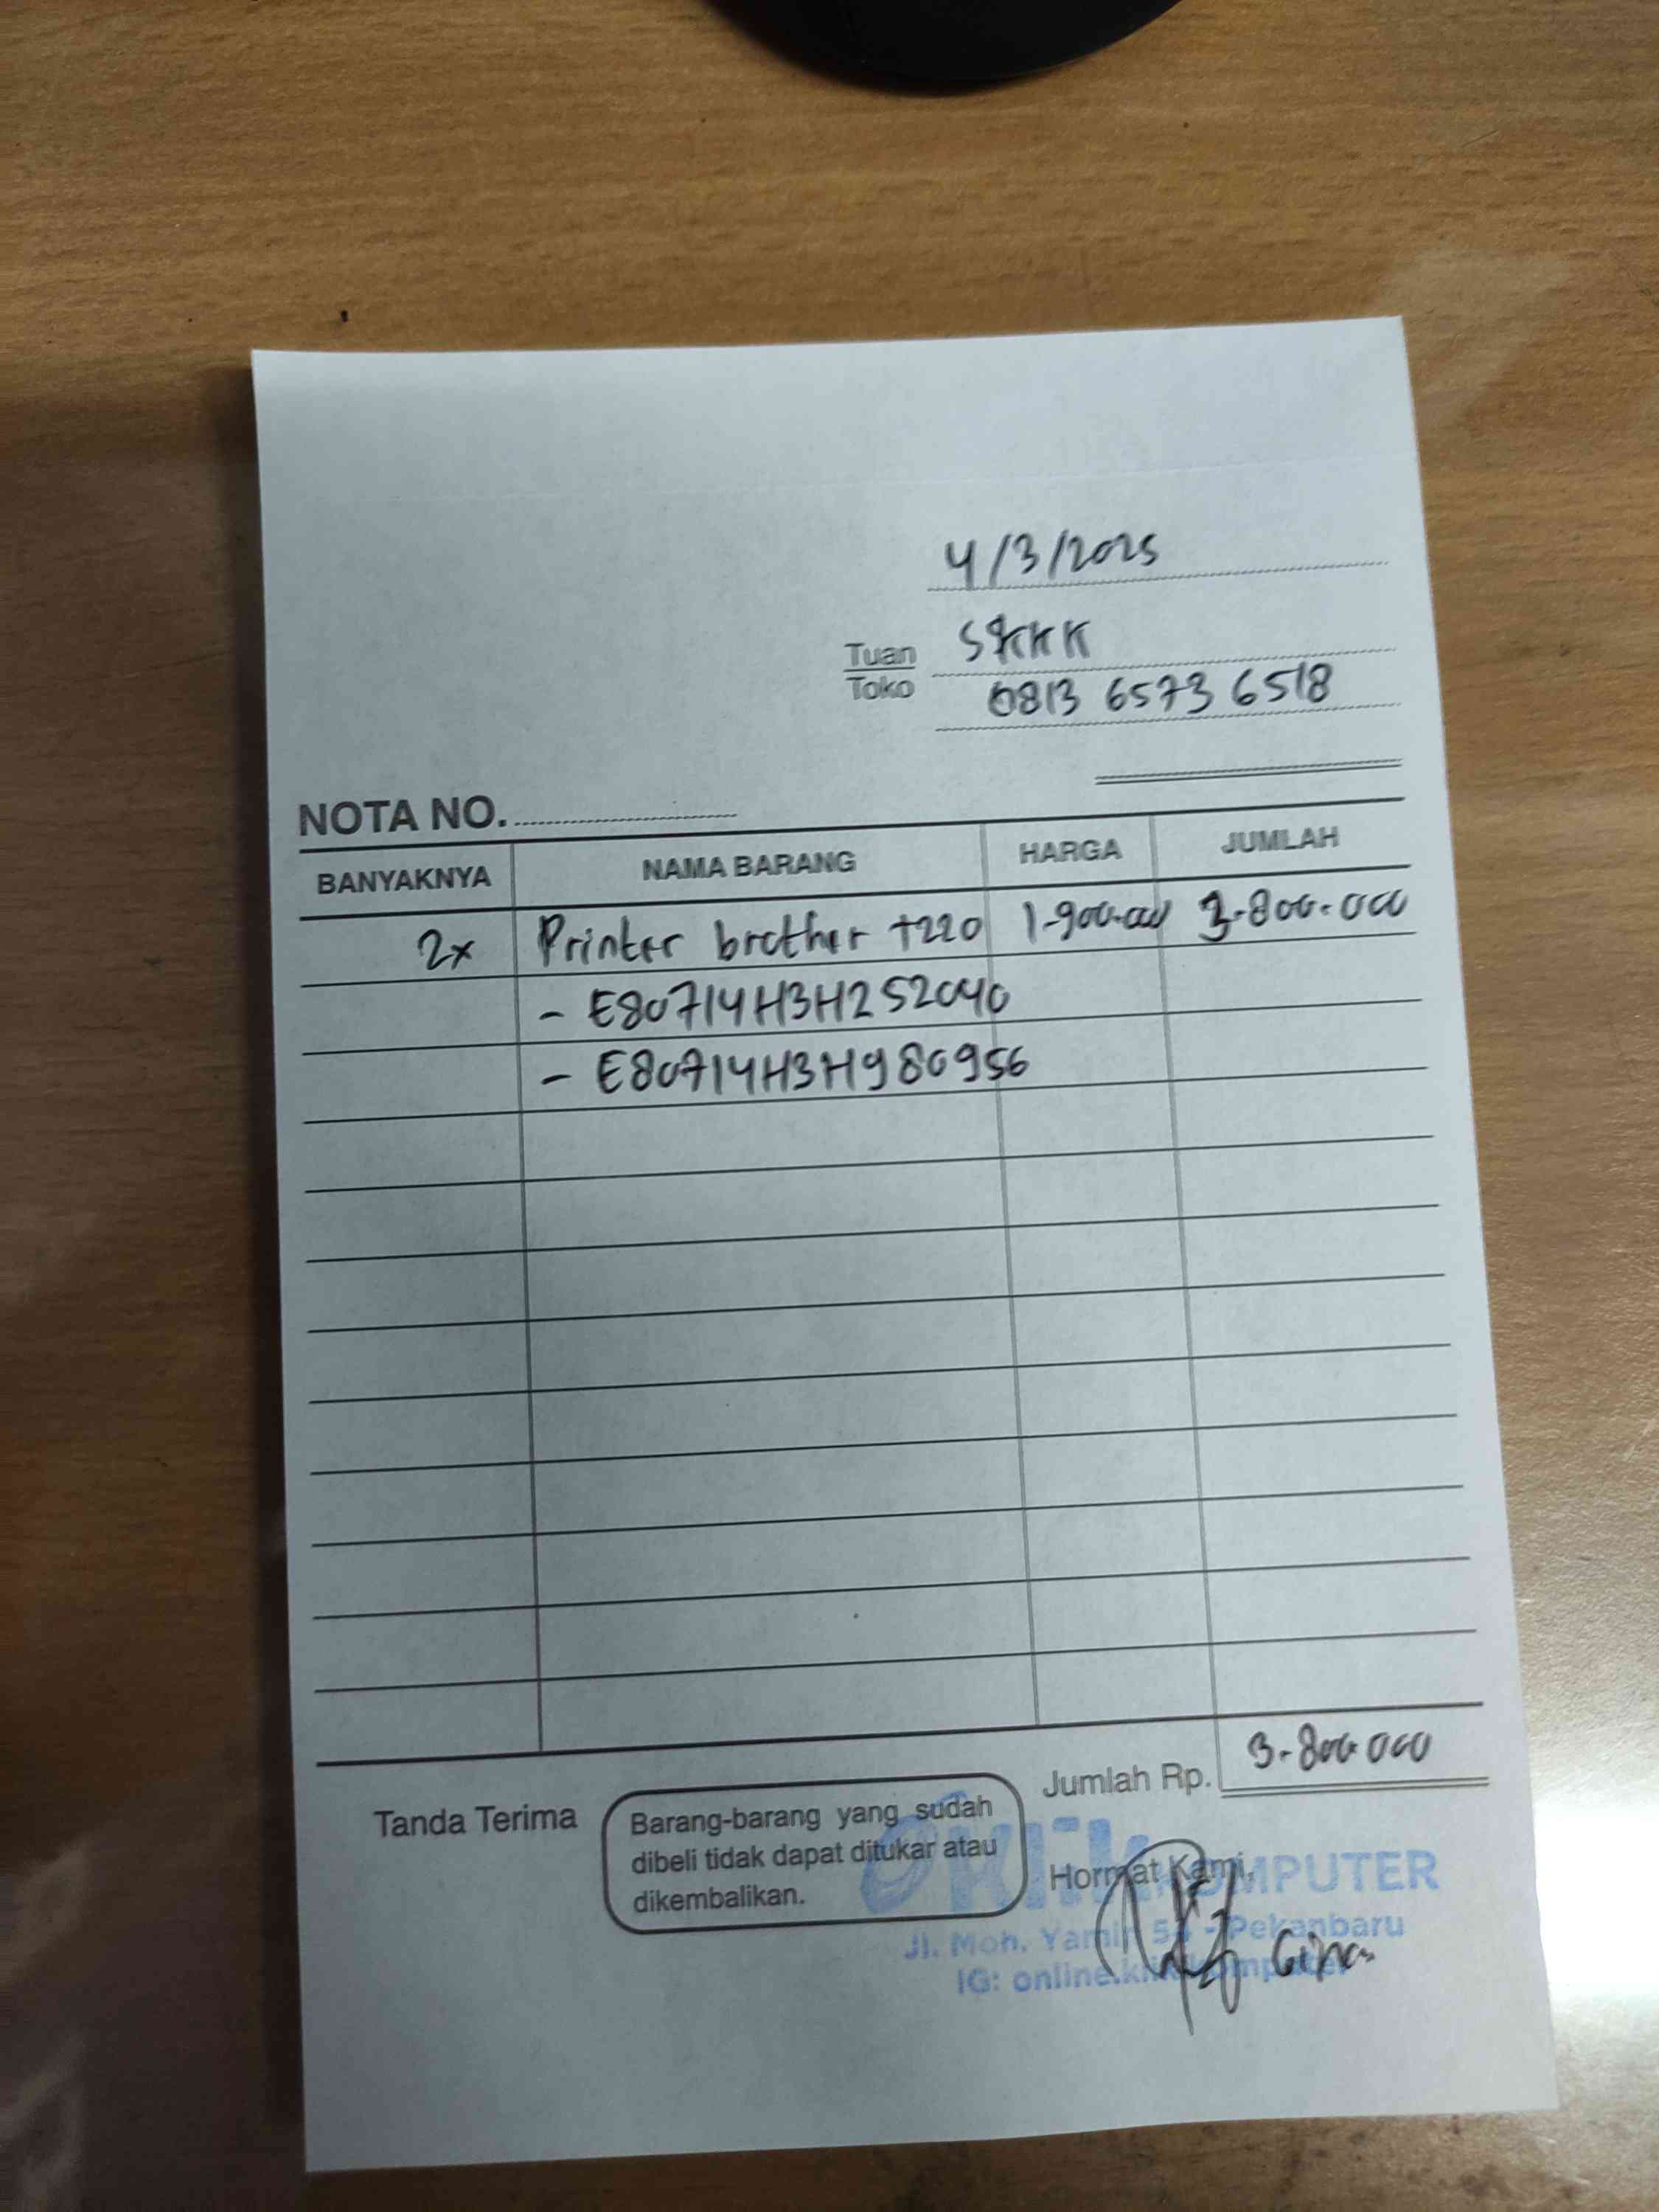 4/3/2025
Tuan SKKK
Toko 0813 6573 6518
NOTA NO.
BANYAKNYA NAMA BARANG HARGA JUMLAH
2x Printer brother t220 1.900.000 3.800.000
- E80714H3H252040
- E80714H3H980956
Jumlah Rp. 3.800.000
Tanda Terima
Barang-barang yang sudah
dibeli tidak dapat ditukar atau
dikembalikan.
Hormat Kami,
KOMPUTER
Jl. Moh. Yamin - Pekanbaru
IG: